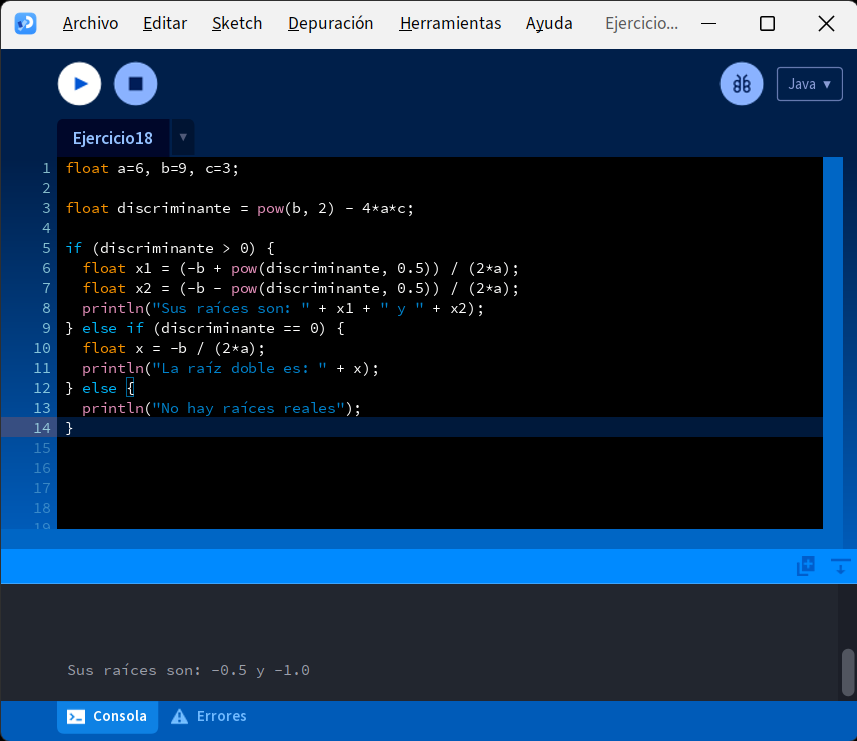 Archivo Editar Sketch Depuración Herramientas Ayuda Ejercicio...
Java ▾
Ejercicio18 ▾
1 float a=6, b=9, c=3;
2
3 float discriminante = pow(b, 2) - 4*a*c;
4
5 if (discriminante > 0) {
6   float x1 = (-b + pow(discriminante, 0.5)) / (2*a);
7   float x2 = (-b - pow(discriminante, 0.5)) / (2*a);
8   println("Sus raíces son: " + x1 + " y " + x2);
9 } else if (discriminante == 0) {
10   float x = -b / (2*a);
11   println("La raíz doble es: " + x);
12 } else {
13   println("No hay raíces reales");
14 }
15
16
17
18
19
Sus raíces son: -0.5 y -1.0
Consola Errores